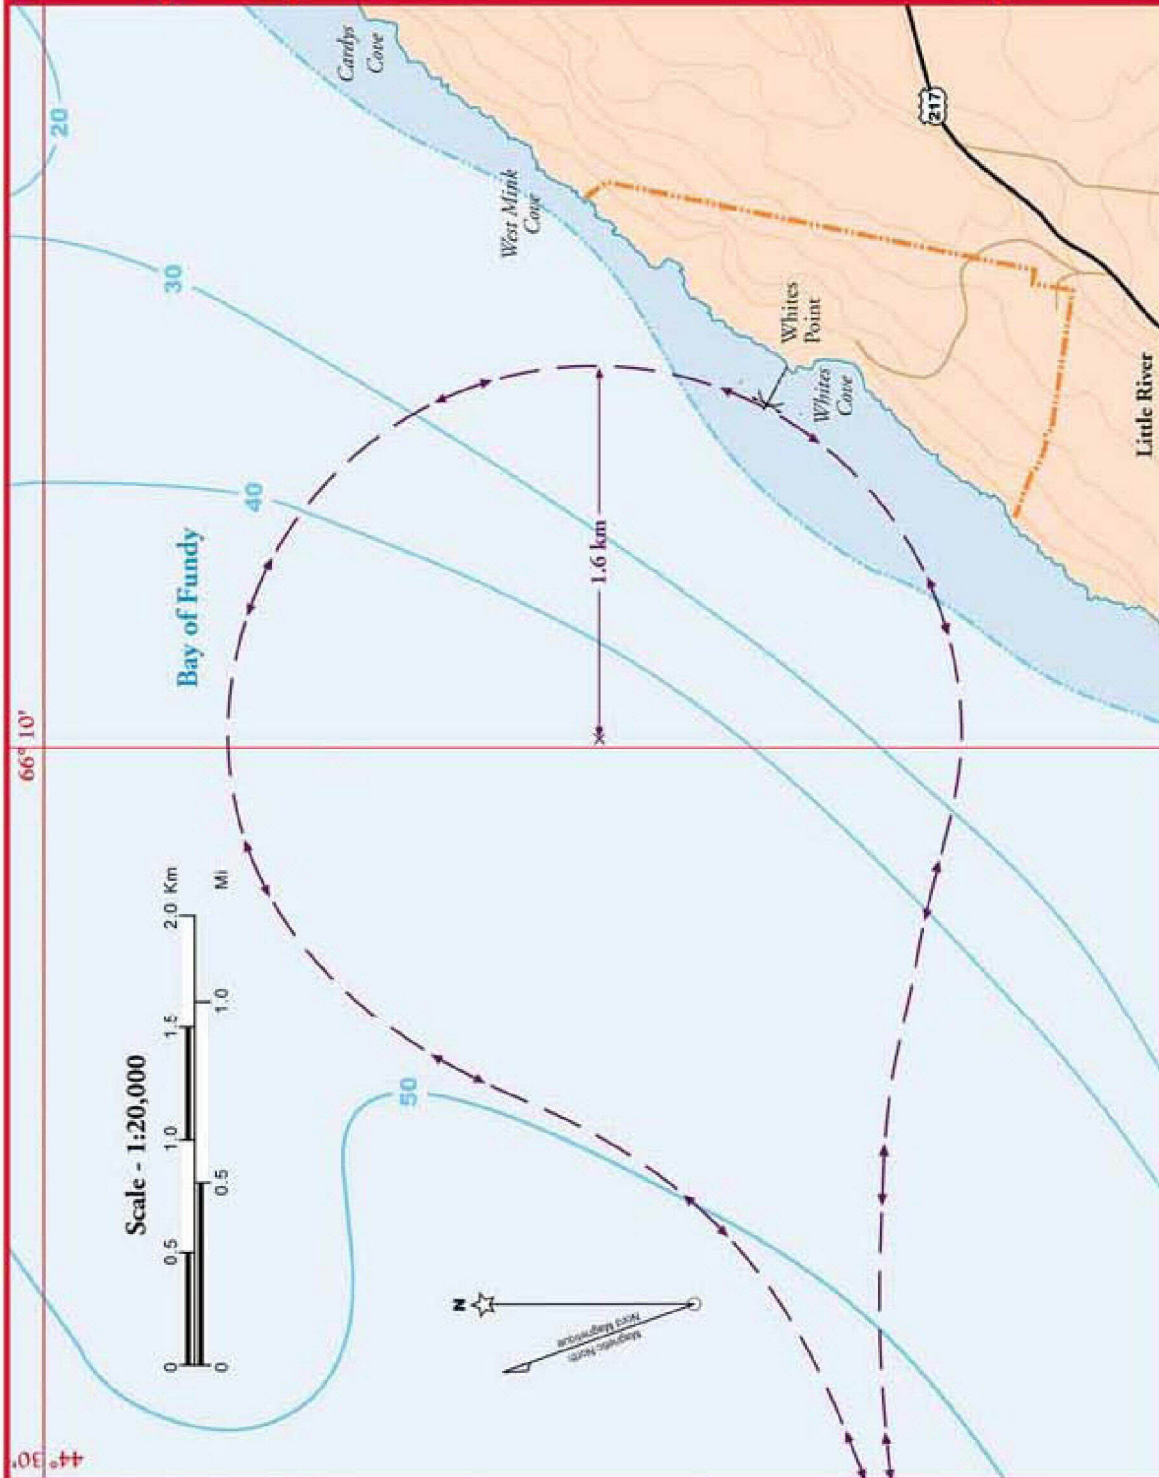 66° 10'
44° 30'
20
30
40
50
Bay of Fundy
Cardys
Cove
West Mink
Cove
217
Whites
Point
Whites
Cove
Little River
1.6 km
Scale - 1:20,000
0
0.5
1.0
1.5
2.0 Km
0
0.5
1.0
Mi
N
Nord Magnetique
Magnetic North